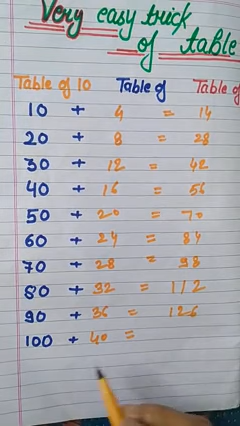 Very easy trick
of table
Table of 10 Table of Table of
10 + 4 = 14
20 + 8 = 28
30 + 12 = 42
40 + 16 = 56
50 + 20 = 70
60 + 24 = 84
70 + 28 = 98
80 + 32 = 112
90 + 36 = 126
100 + 40 =